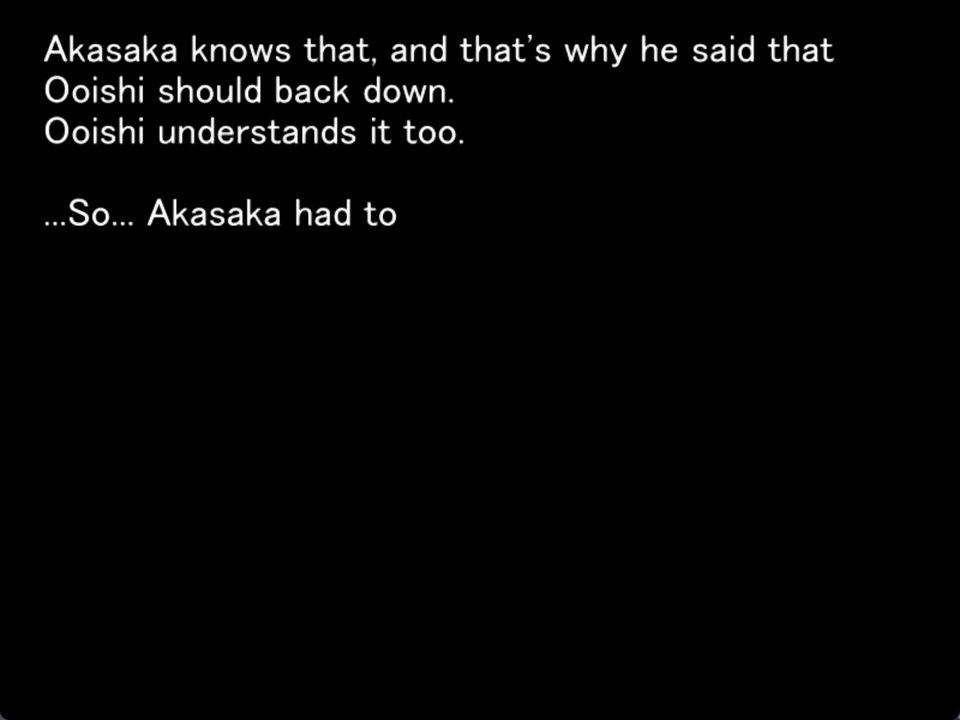 Akasaka knows that, and that's why he said that
Ooishi should back down.
Ooishi understands it too.
...So... Akasaka had to